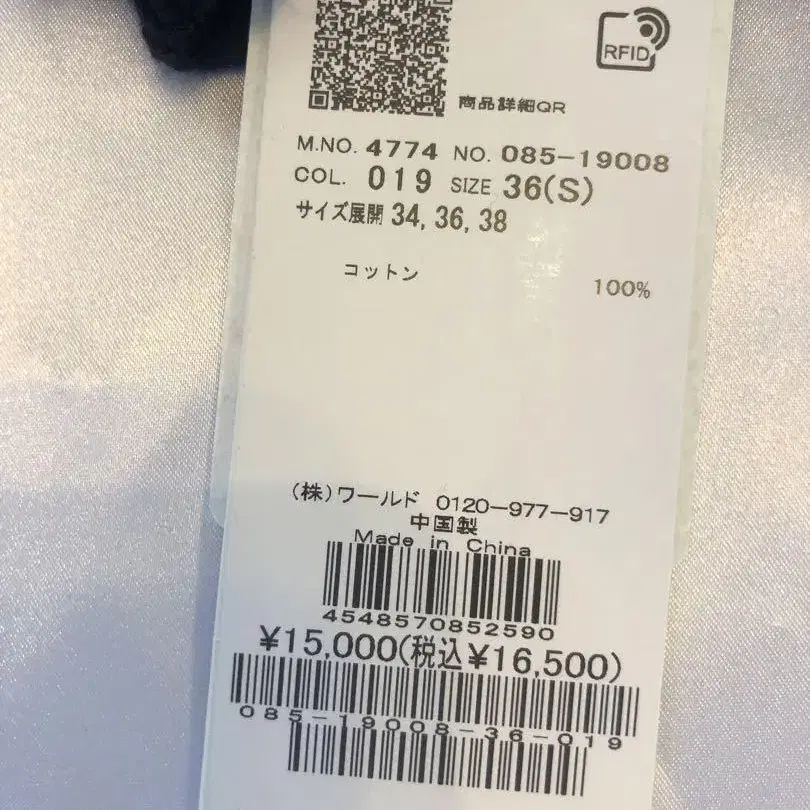 RFID
商品詳細QR
M.NO. 4774 NO. 085-19008
COL. 019 SIZE 36(S)
サイズ展開 34, 36, 38
コットン 100%
(株)ワールド 0120-977-917
中国製
Made in China
4548570852590
¥15,000(税込¥16,500)
085-19008-36-019